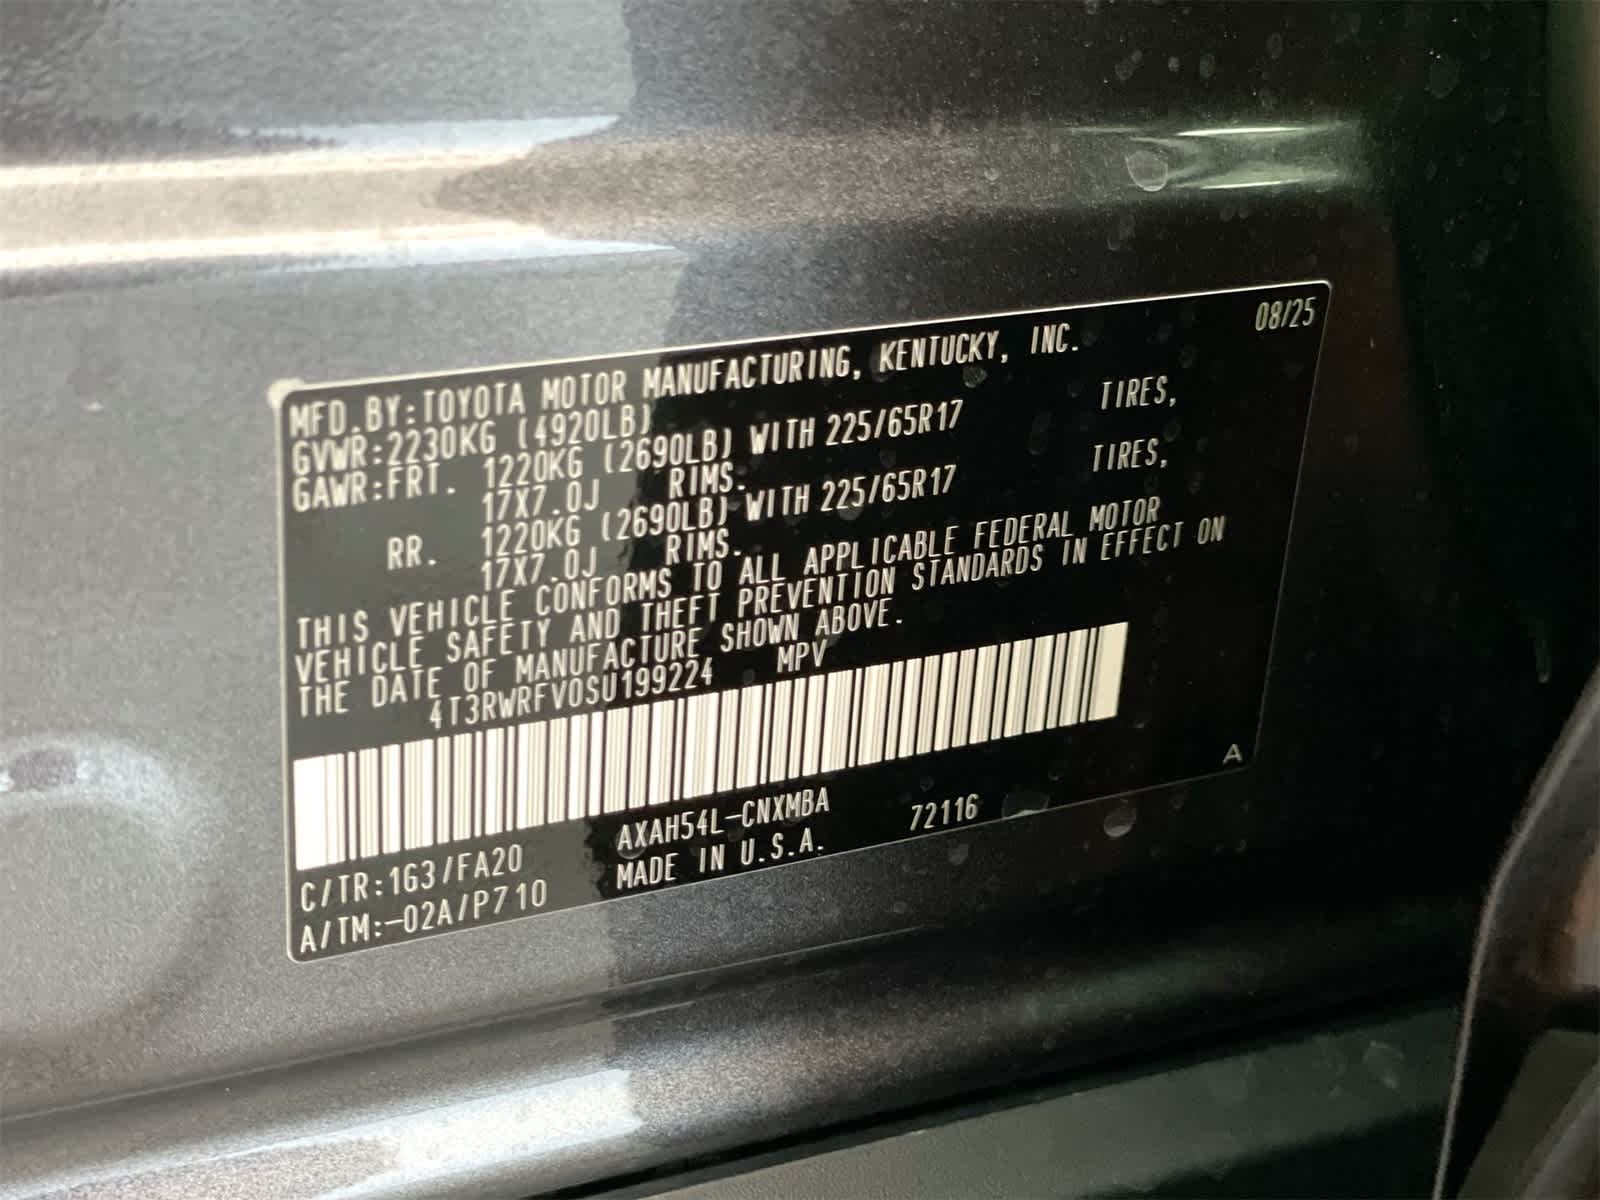 08/25
MFD.BY:TOYOTA MOTOR MANUFACTURING, KENTUCKY, INC.
GVWR:2230KG (4920LB)
GAWR:FRT. 1220KG (2690LB) WITH 225/65R17 TIRES,
17X7.0J RIMS.
RR. 1220KG (2690LB) WITH 225/65R17 TIRES,
17X7.0J RIMS.
THIS VEHICLE CONFORMS TO ALL APPLICABLE FEDERAL MOTOR
VEHICLE SAFETY AND THEFT PREVENTION STANDARDS IN EFFECT ON
THE DATE OF MANUFACTURE SHOWN ABOVE.
4T3RWRFV0SU199224 MPV
A
C/TR:1G3/FA20 AXAH54L-CNXMBA 72116
A/TM:-02A/P710 MADE IN U.S.A.